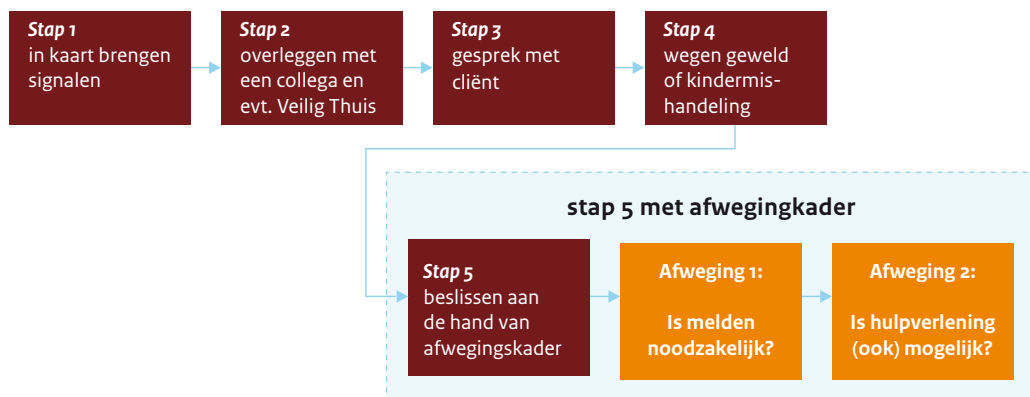 Stap 1
in kaart brengen
signalen
Stap 2
overleggen met
een collega en
evt. Veilig Thuis
Stap 3
gesprek met
cliënt
Stap 4
wegen geweld
of kindermis-
handeling
stap 5 met afwegingkader
Stap 5
beslissen aan
de hand van
afwegingskader
Afweging 1:
Is melden
noodzakelijk?
Afweging 2:
Is hulpverlening
(ook) mogelijk?